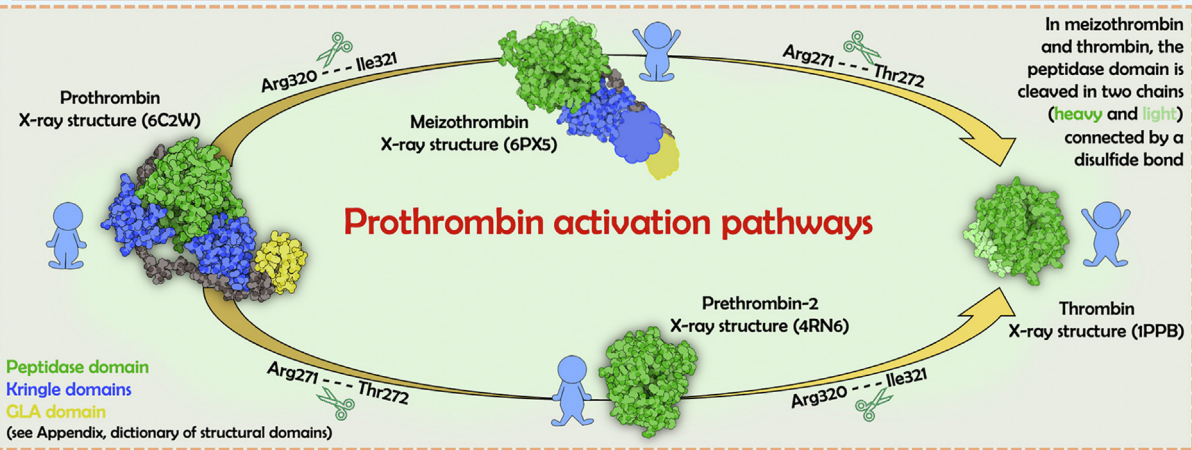 Arg320 --- Ile321
Arg271 --- Thr272
In meizothrombin
and thrombin, the
peptidase domain is
cleaved in two chains
(heavy and light)
connected by a
disulfide bond
Prothrombin
X-ray structure (6C2W)
Meizothrombin
X-ray structure (6PX5)
Prothrombin activation pathways
Prethrombin-2
X-ray structure (4RN6)
Thrombin
X-ray structure (1PPB)
Peptidase domain
Kringle domains
GLA domain
(see Appendix, dictionary of structural domains)
Arg271 --- Thr272
Arg320 --- Ile321